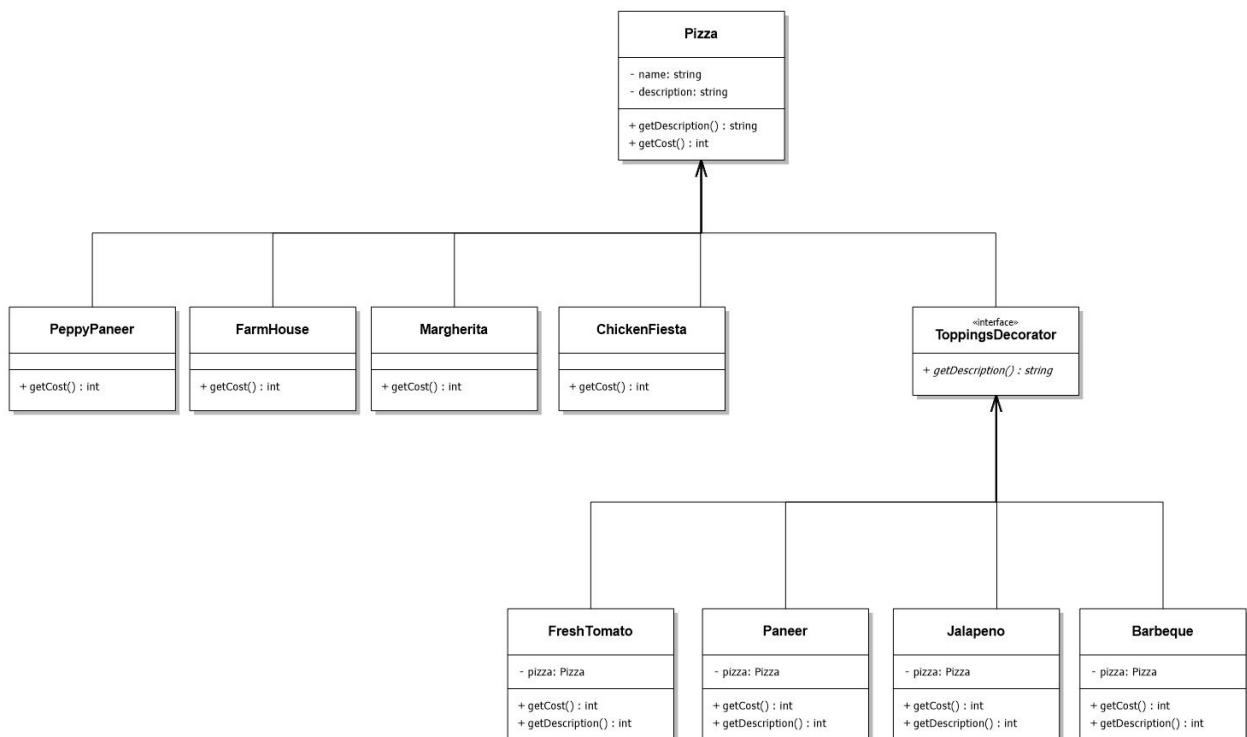 Pizza
- name: string
- description: string
+ getDescription() : string
+ getCost() : int
PeppyPaneer
+ getCost() : int
FarmHouse
+ getCost() : int
Margherita
+ getCost() : int
ChickenFiesta
+ getCost() : int
«interface»
ToppingsDecorator
+ getDescription() : string
FreshTomato
- pizza: Pizza
+ getCost() : int
+ getDescription() : int
Paneer
- pizza: Pizza
+ getCost() : int
+ getDescription() : int
Jalapeno
- pizza: Pizza
+ getCost() : int
+ getDescription() : int
Barbeque
- pizza: Pizza
+ getCost() : int
+ getDescription() : int